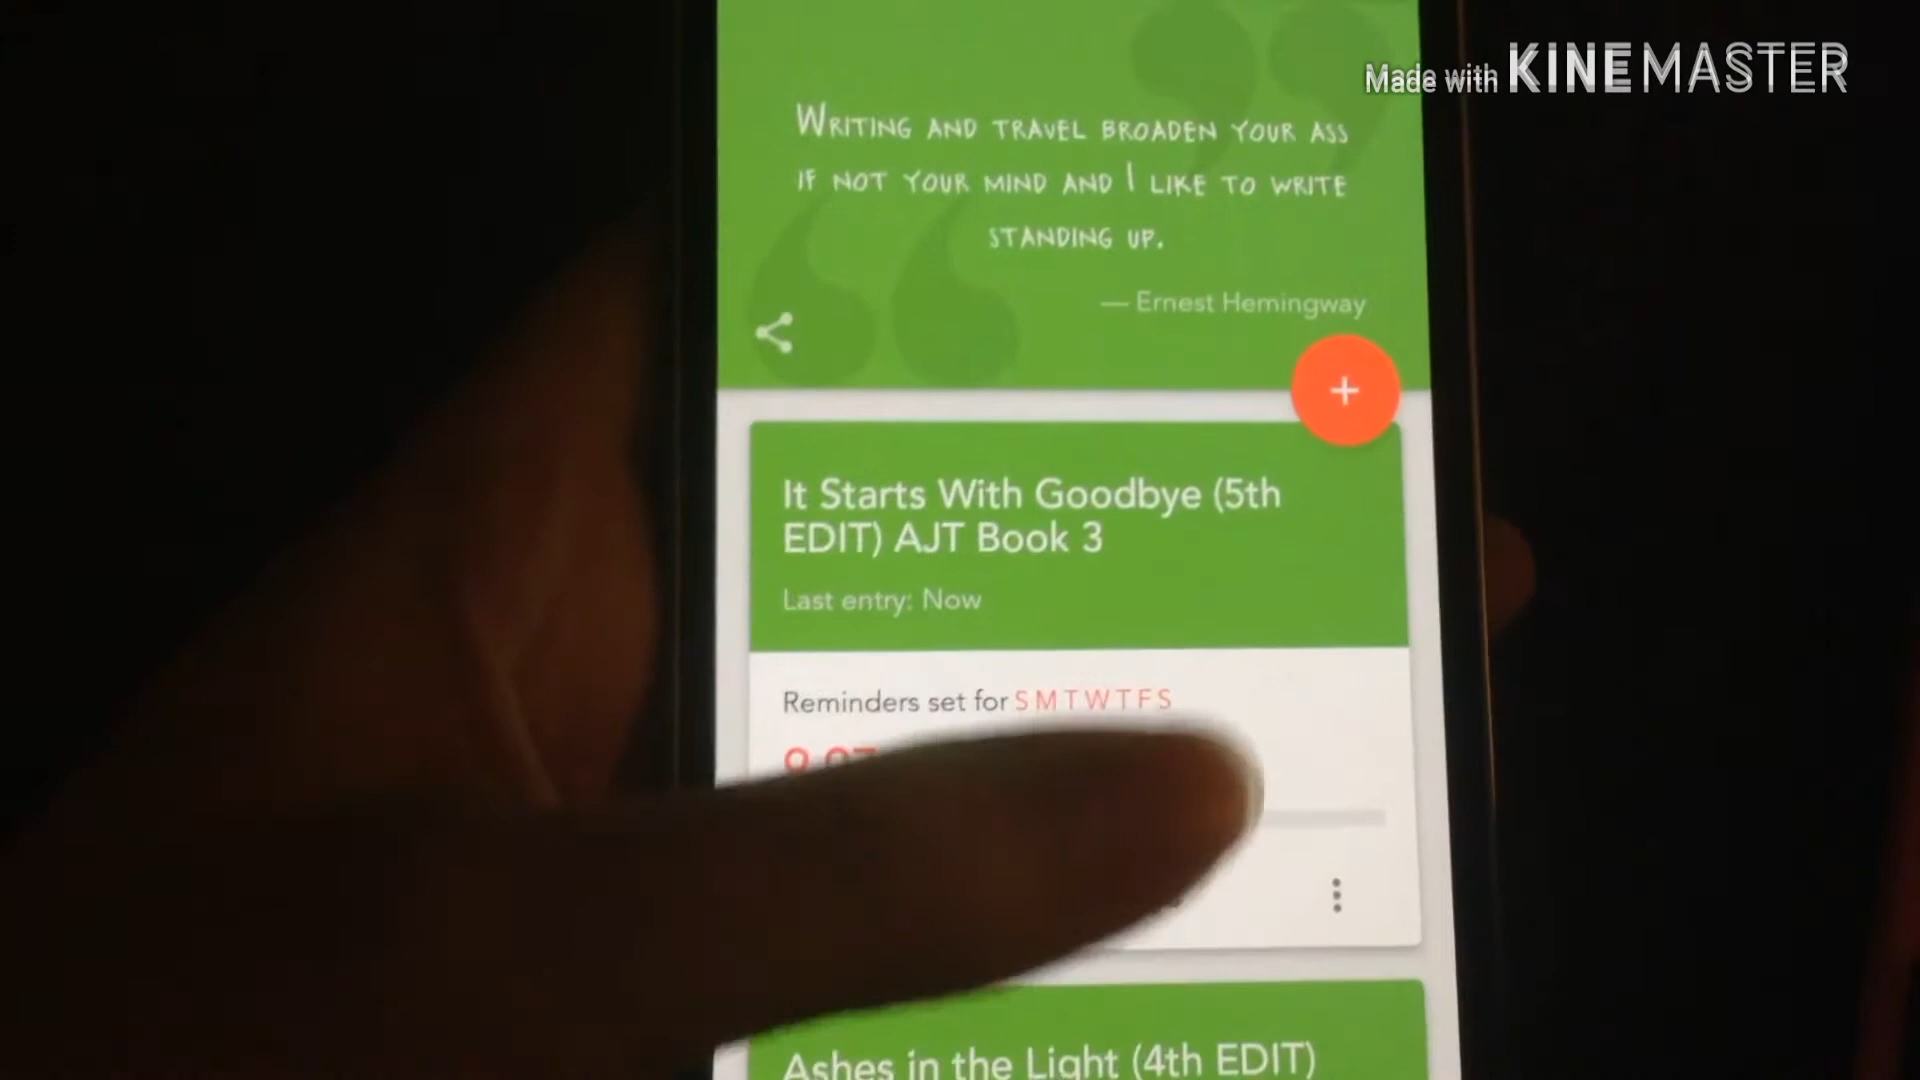 Made with KINEMASTER
WRITING AND TRAVEL BROADEN YOUR ASS
IF NOT YOUR MIND AND I LIKE TO WRITE
STANDING UP.
— Ernest Hemingway
+
It Starts With Goodbye (5th
EDIT) AJT Book 3
Last entry: Now
Reminders set for S M T W T F S
Ashes in the Light (4th EDIT)